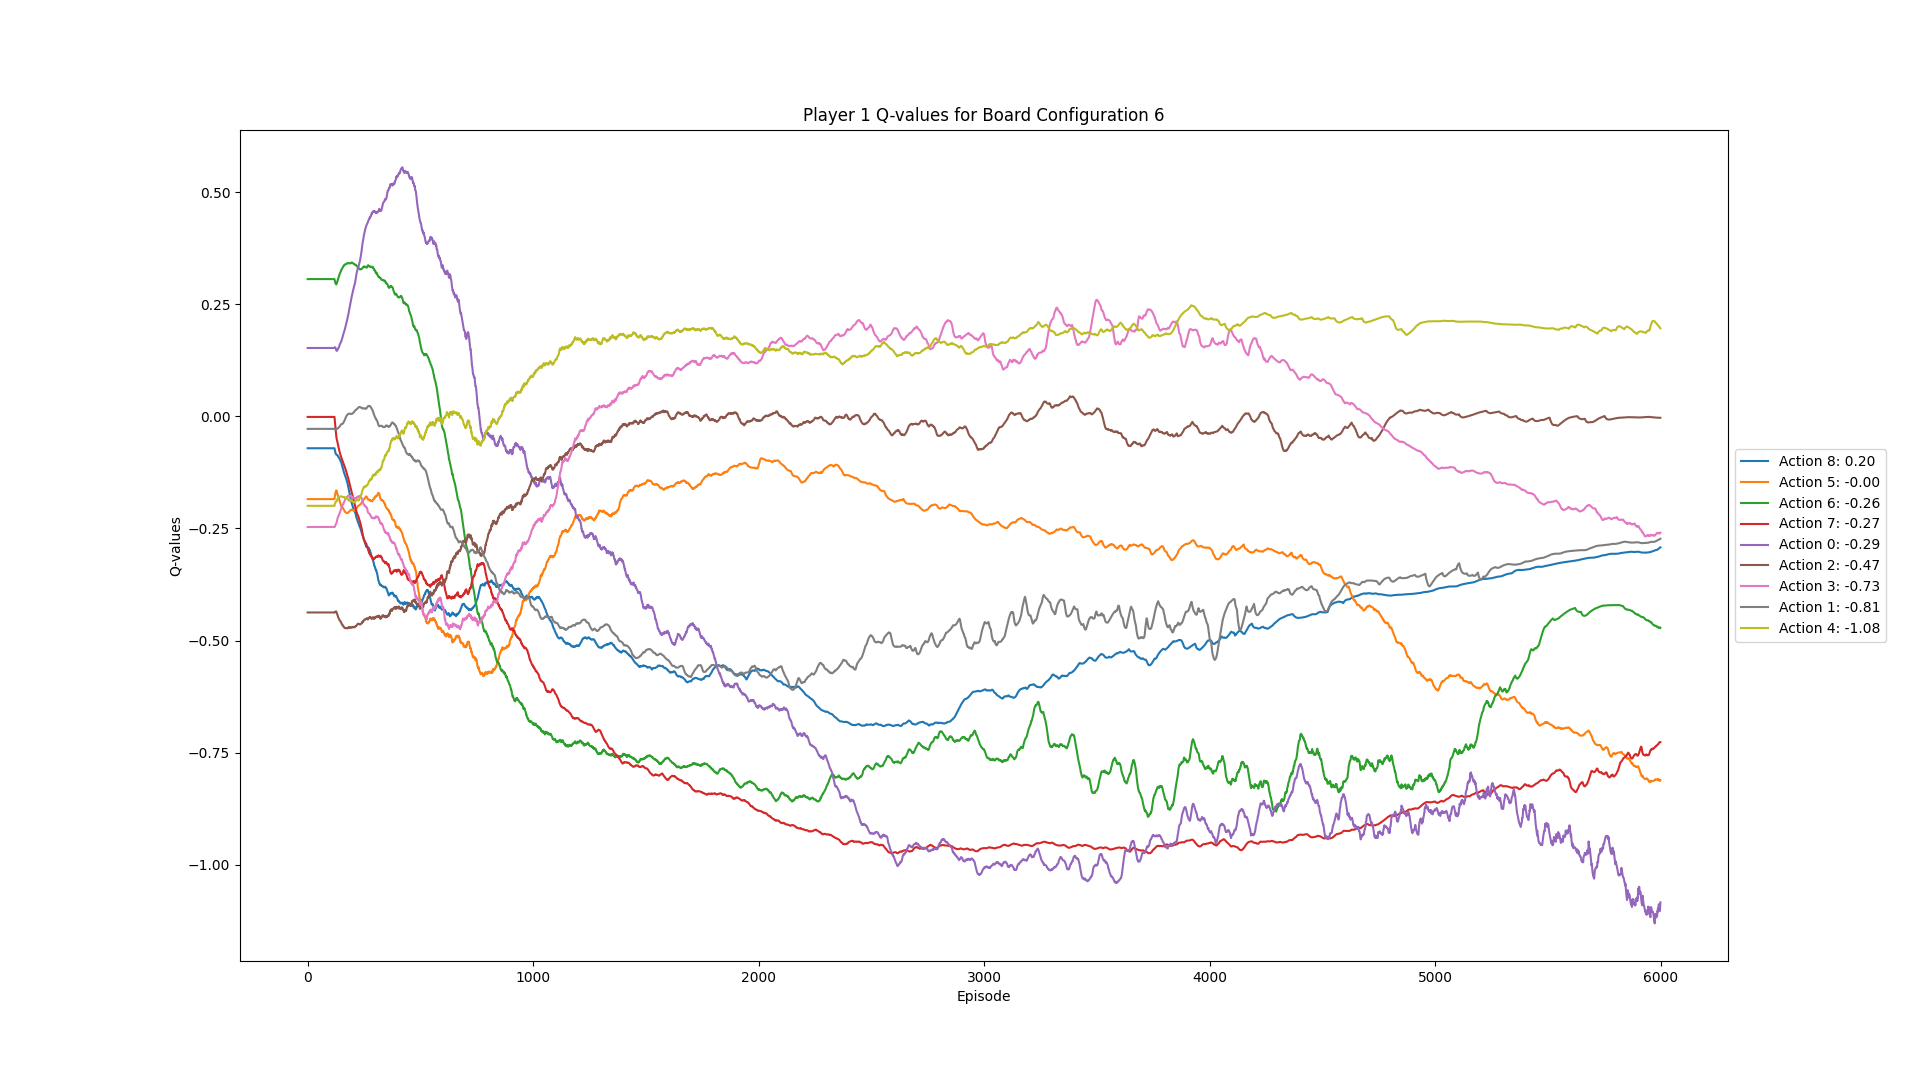 Player 1 Q-values for Board Configuration 6
Q-values
0.50
0.25
0.00
−0.25
−0.50
−0.75
−1.00
0
1000
2000
3000
4000
5000
6000
Episode
Action 8: 0.20
Action 5: -0.00
Action 6: -0.26
Action 7: -0.27
Action 0: -0.29
Action 2: -0.47
Action 3: -0.73
Action 1: -0.81
Action 4: -1.08